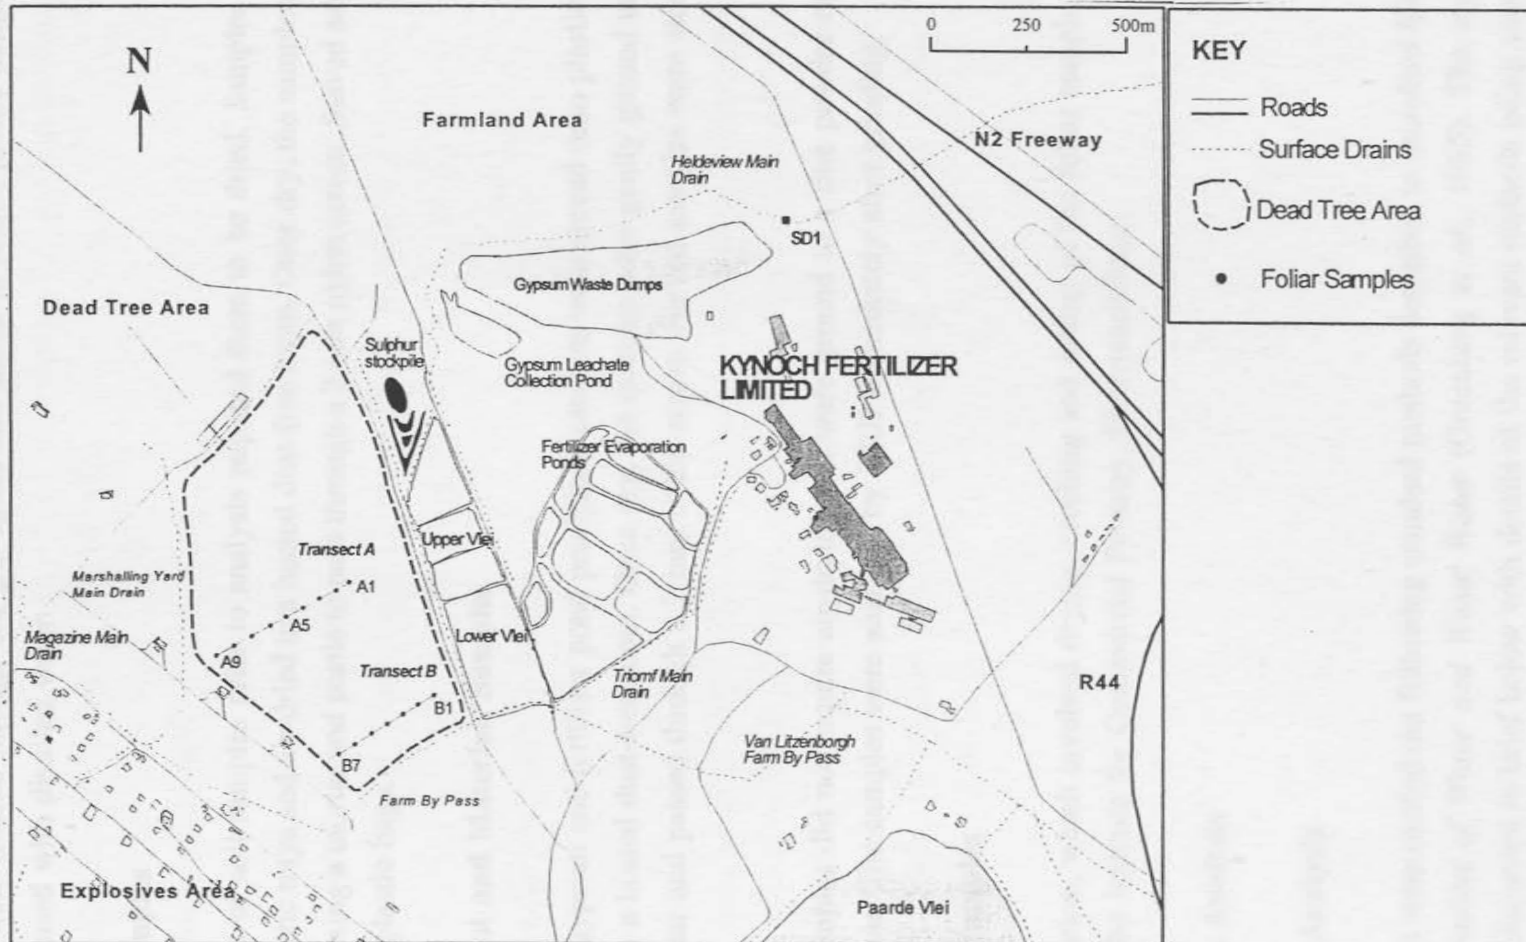 N
0 250 500m
Farmland Area
N2 Freeway
Heldeview Main
Drain
SD1
Gypsum Waste Dumps
Dead Tree Area
Sulphur
stockpile
Gypsum Leachate
Collection Pond
KYNOCH FERTILIZER
LIMITED
Fertilizer Evaporation
Ponds
Upper Vlei
Transect A
A1
Marshalling Yard
Main Drain
A5
Magazine Main
Drain
A9
Lower Vlei
Transect B
Triomf Main
Drain
R44
B1
Van Litzenborgh
Farm By Pass
B7
Farm By Pass
Explosives Area
Paarde Vlei
KEY
Roads
Surface Drains
Dead Tree Area
Foliar Samples